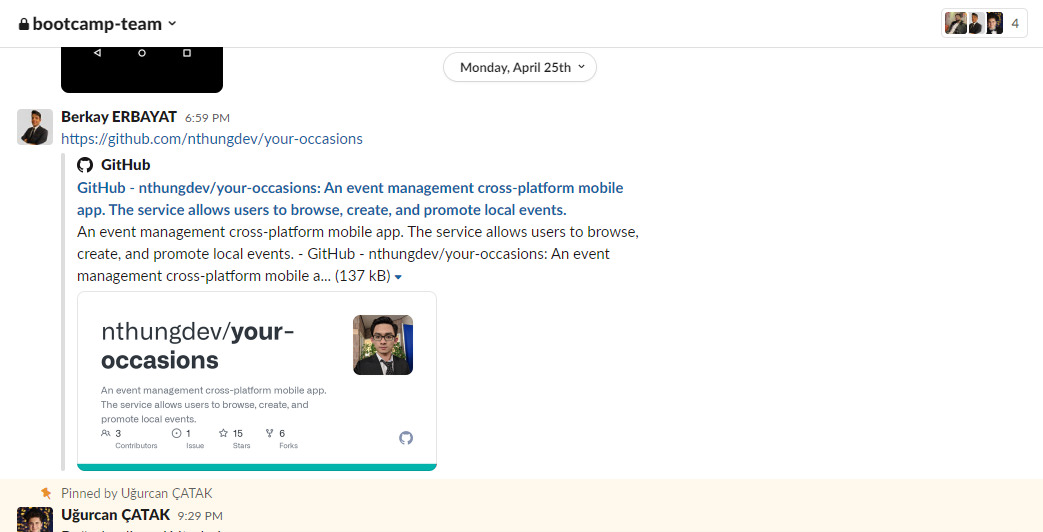 bootcamp-team
4
Monday, April 25th
Berkay ERBAYAT 6:59 PM
https://github.com/nthungdev/your-occasions
GitHub
GitHub - nthungdev/your-occasions: An event management cross-platform mobile
app. The service allows users to browse, create, and promote local events.
An event management cross-platform mobile app. The service allows users to browse,
create, and promote local events. - GitHub - nthungdev/your-occasions: An event
management cross-platform mobile a... (137 kB)
nthungdev/your-
occasions
An event management cross-platform mobile app.
The service allows users to browse, create, and
promote local events.
3 1 15 6
Contributors Issue Stars Forks
Pinned by Uğurcan ÇATAK
Uğurcan ÇATAK 9:29 PM